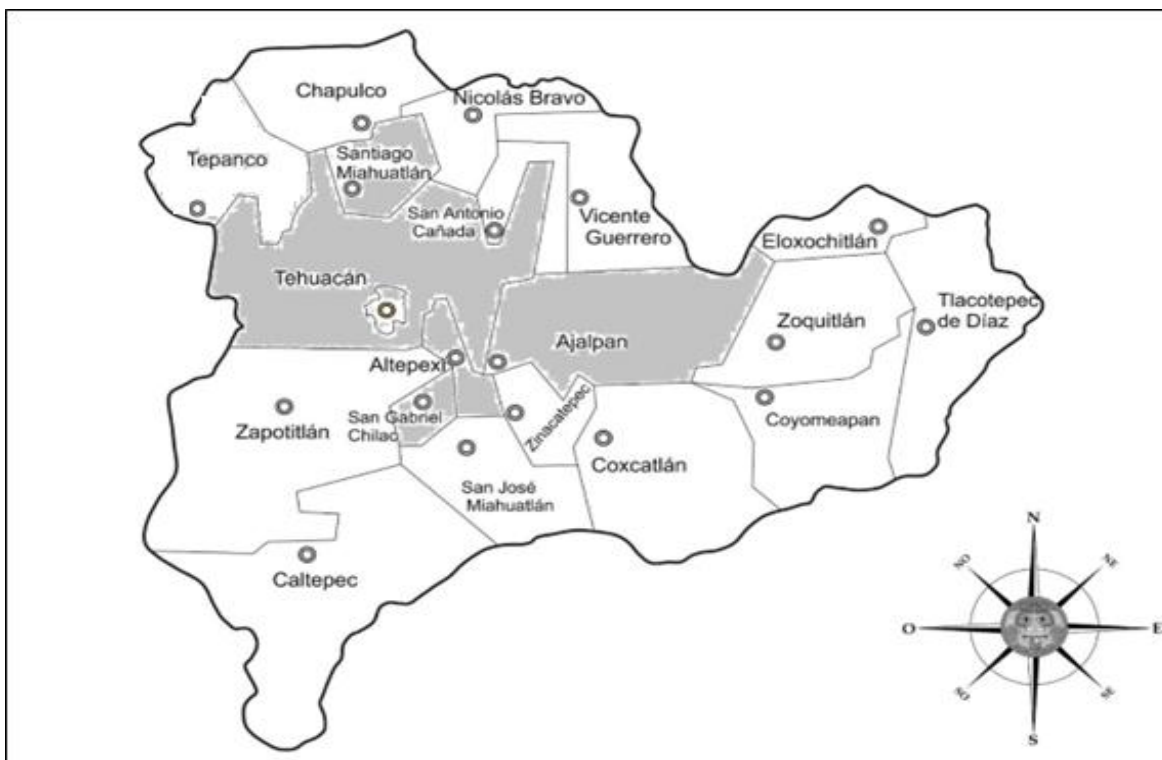 Chapulco
Nicolás Bravo
Tepanco
Santiago
Miahuatlán
San Antonio
Cañada
Vicente
Guerrero
Eloxochitlán
Tehuacán
Tlacotepec
de Díaz
Zoquitlán
Ajalpan
Altepexi
San Gabriel
Chilac
Zinacatepec
Coyomeapan
Zapotitlán
Coxcatlán
San José
Miahuatlán
Caltepec
N
NO
NE
O
E
SO
SE
S